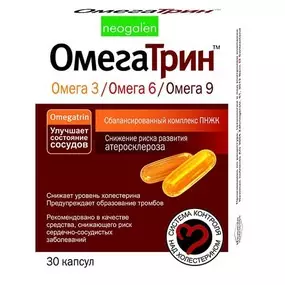 neogalen
ОмегаТрин™
Омега 3 / Омега 6 / Омега 9
Omegatrin
Улучшает
состояние
сосудов
Сбалансированный комплекс ПНЖК
Снижение риска развития
атеросклероза
Снижает уровень холестерина
Предупреждает образование тромбов
Рекомендовано в качестве
средства, снижающего риск
сердечно-сосудистых
заболеваний
СИСТЕМА КОНТРОЛЯ
НАД ХОЛЕСТЕРИНОМ
30 капсул